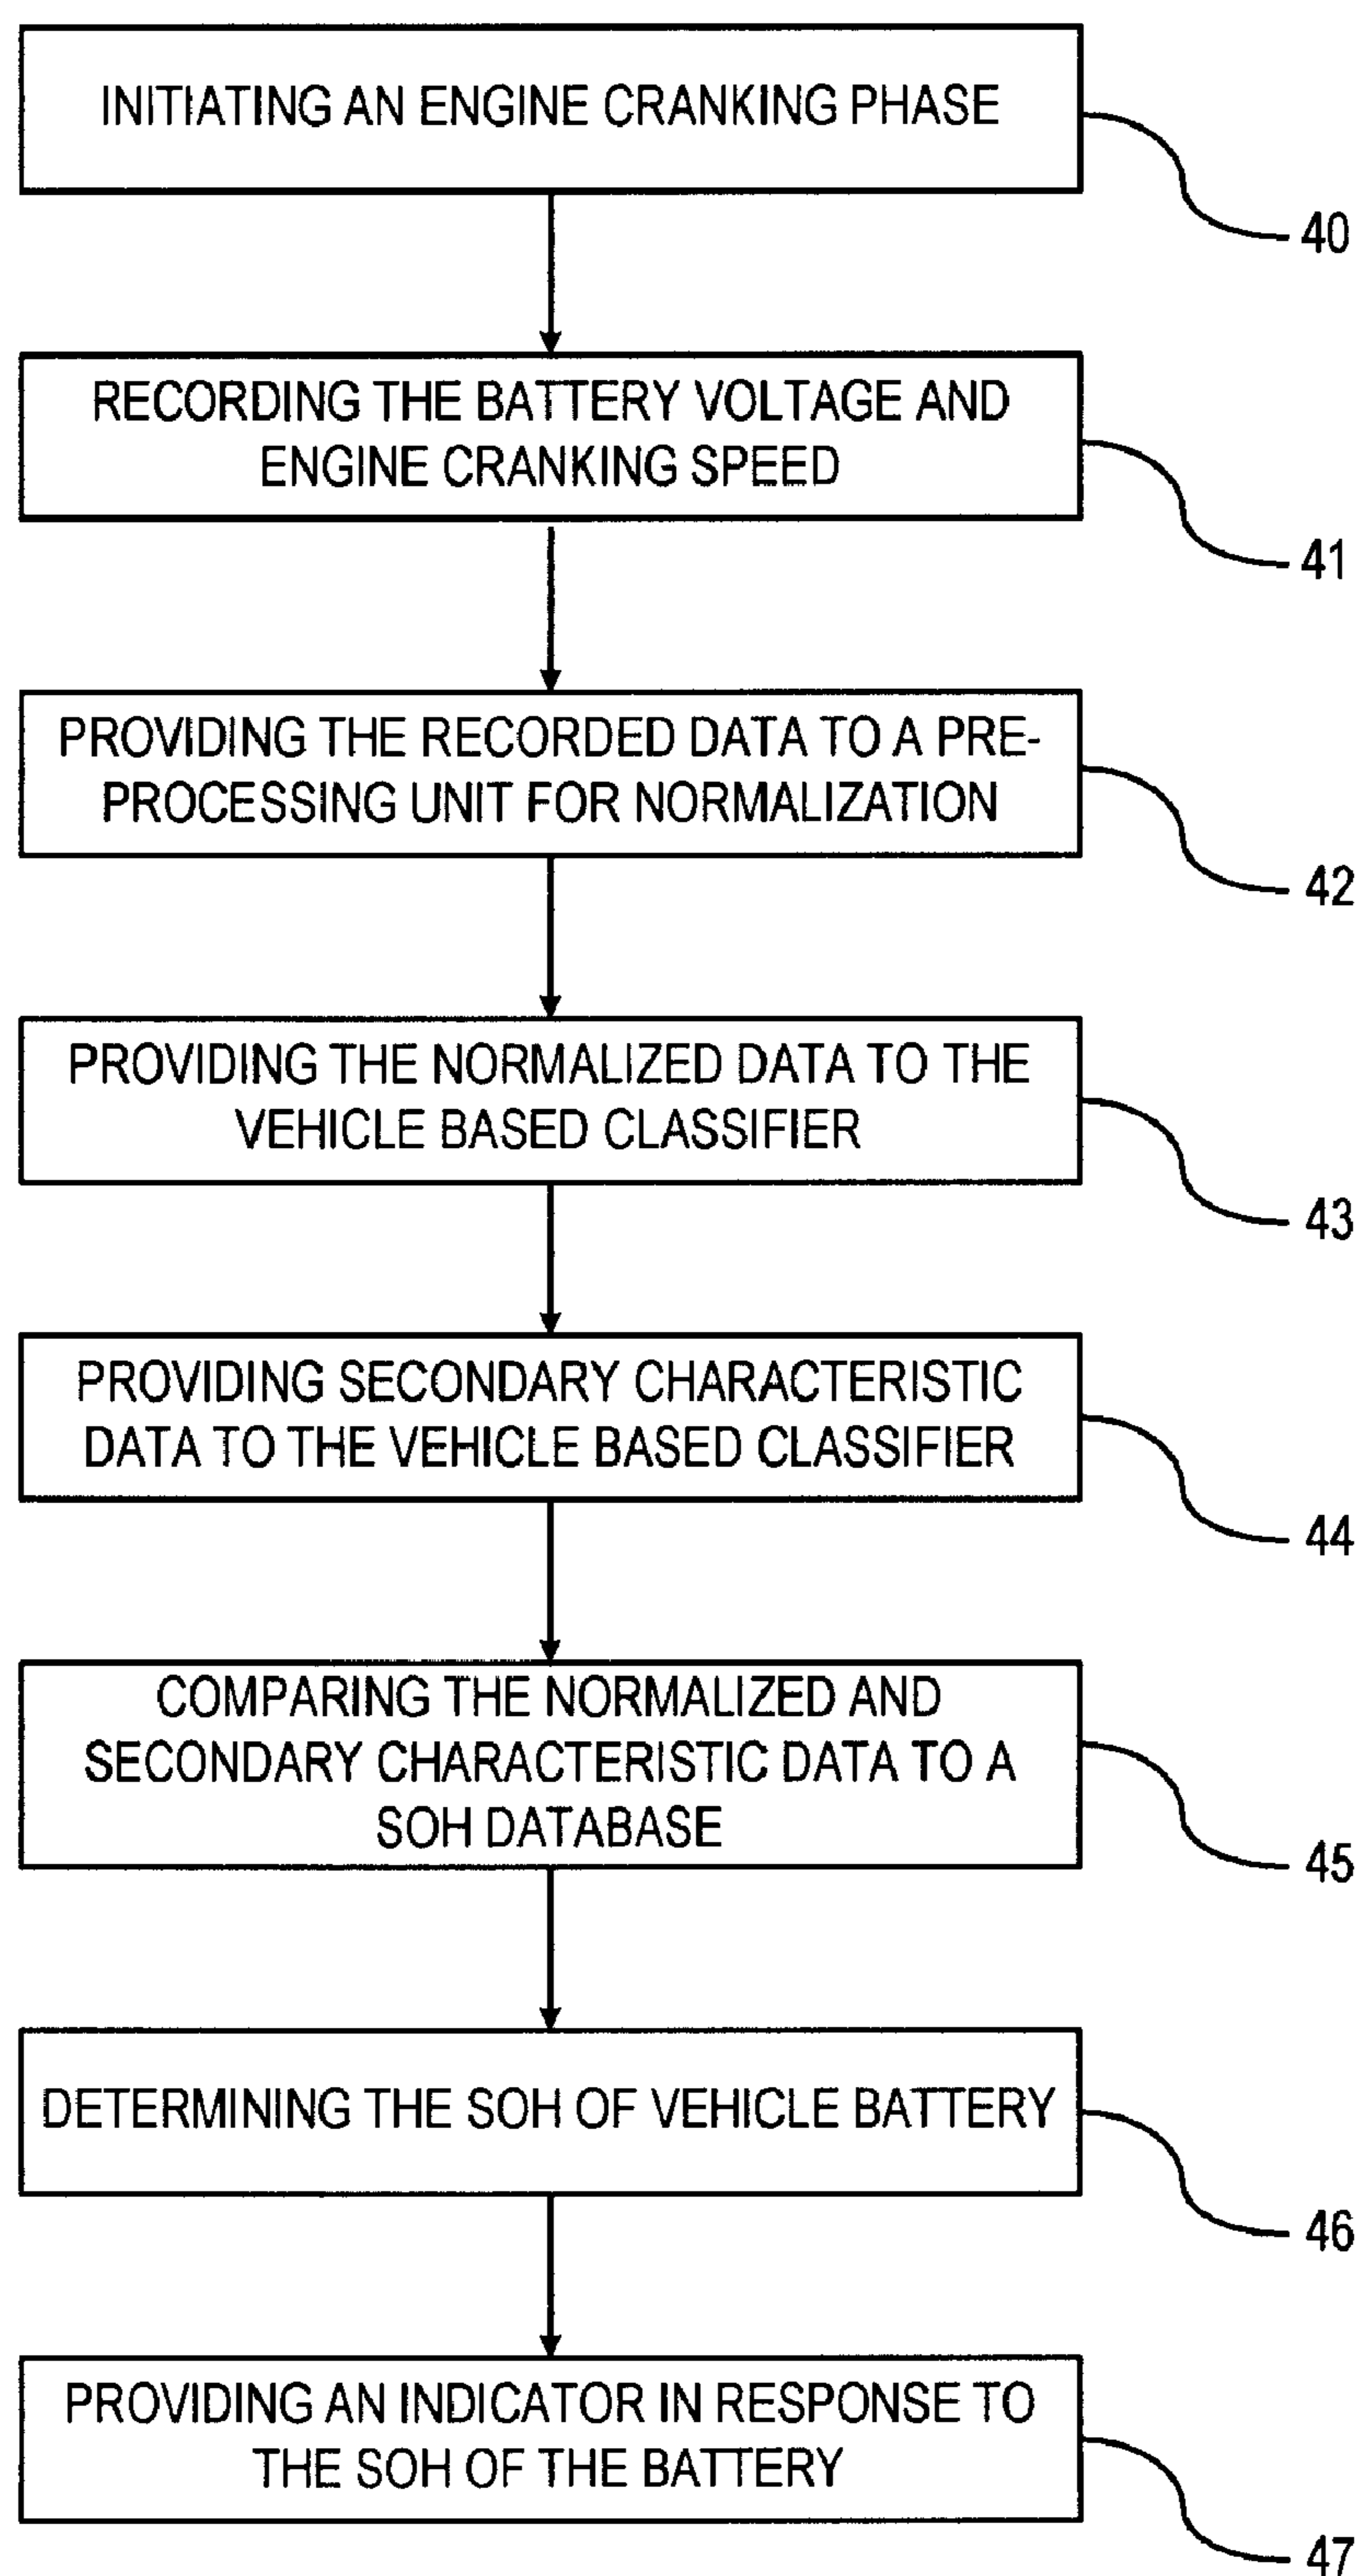 INITIATING AN ENGINE CRANKING PHASE
40
RECORDING THE BATTERY VOLTAGE AND
ENGINE CRANKING SPEED
41
PROVIDING THE RECORDED DATA TO A PRE-
PROCESSING UNIT FOR NORMALIZATION
42
PROVIDING THE NORMALIZED DATA TO THE
VEHICLE BASED CLASSIFIER
43
PROVIDING SECONDARY CHARACTERISTIC
DATA TO THE VEHICLE BASED CLASSIFIER
44
COMPARING THE NORMALIZED AND
SECONDARY CHARACTERISTIC DATA TO A
SOH DATABASE
45
DETERMINING THE SOH OF VEHICLE BATTERY
46
PROVIDING AN INDICATOR IN RESPONSE TO
THE SOH OF THE BATTERY
47